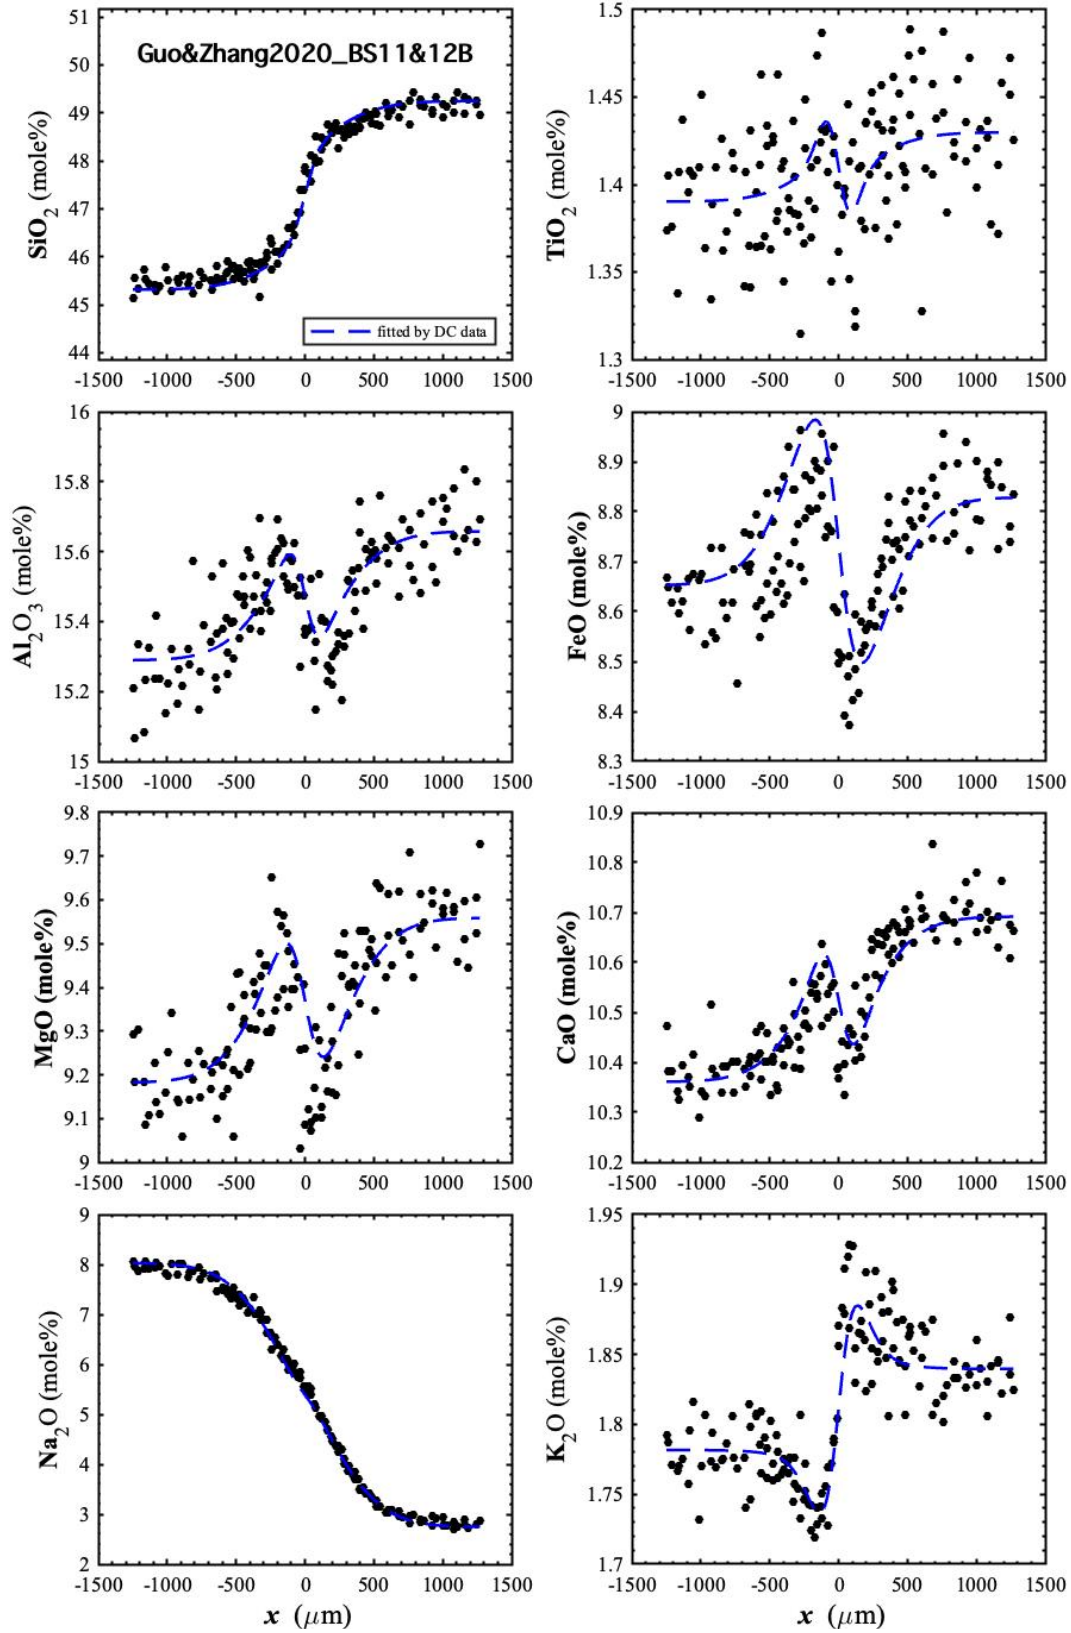 Guo&Zhang2020_BS11&12B
SiO2 (mole%)
51
50
49
48
47
46
45
44
fitted by DC data
-1500 -1000 -500 0 500 1000 1500
TiO2 (mole%)
1.5
1.45
1.4
1.35
1.3
-1500 -1000 -500 0 500 1000 1500
Al2O3 (mole%)
16
15.8
15.6
15.4
15.2
15
-1500 -1000 -500 0 500 1000 1500
FeO (mole%)
9
8.9
8.8
8.7
8.6
8.5
8.4
8.3
-1500 -1000 -500 0 500 1000 1500
MgO (mole%)
9.8
9.7
9.6
9.5
9.4
9.3
9.2
9.1
9
-1500 -1000 -500 0 500 1000 1500
CaO (mole%)
10.9
10.8
10.7
10.6
10.5
10.4
10.3
10.2
-1500 -1000 -500 0 500 1000 1500
Na2O (mole%)
9
8
7
6
5
4
3
2
-1500 -1000 -500 0 500 1000 1500
x (μm)
K2O (mole%)
1.95
1.9
1.85
1.8
1.75
1.7
-1500 -1000 -500 0 500 1000 1500
x (μm)